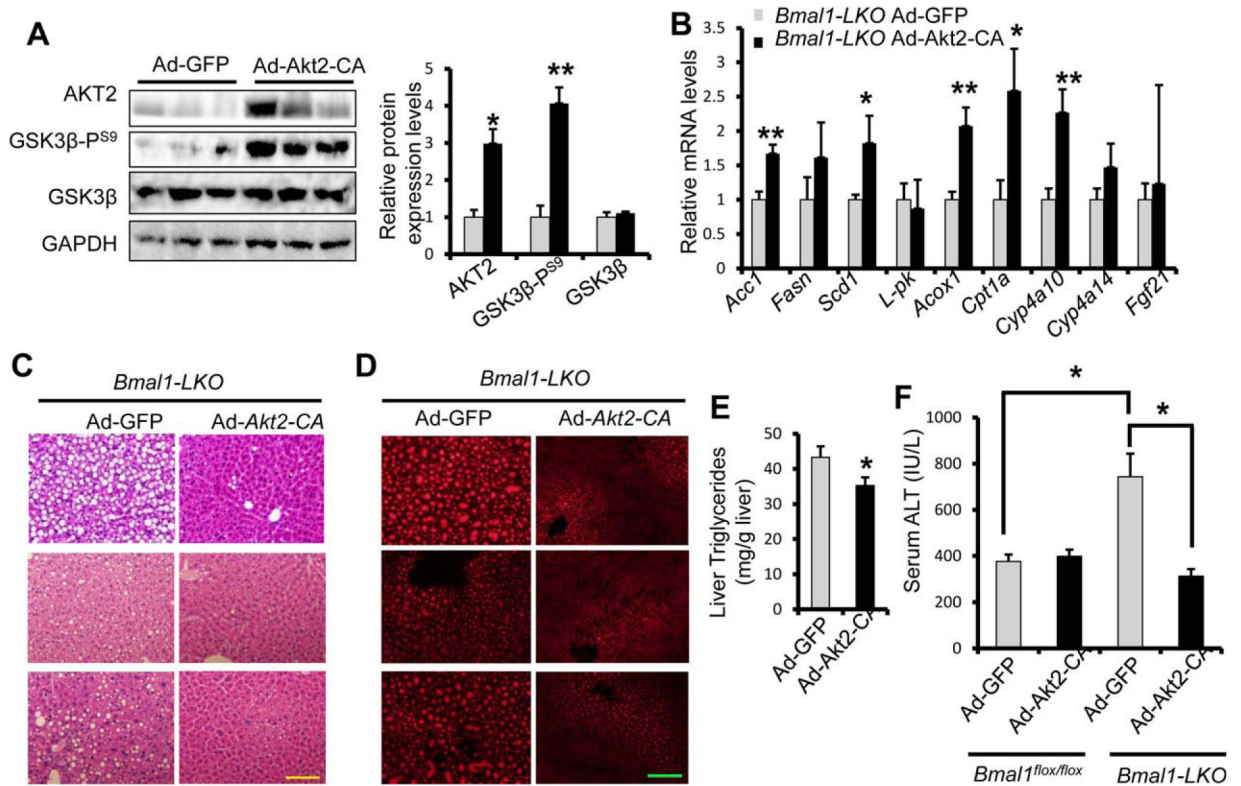 A
Ad-GFP Ad-Akt2-CA
AKT2
GSK3β-P^S9
GSK3β
GAPDH
Relative protein
expression levels
5
4
3
2
1
0
* **
AKT2
GSK3β-P^S9
GSK3β
B
Bmal1-LKO Ad-GFP
Bmal1-LKO Ad-Akt2-CA
Relative mRNA levels
3.5
3
2.5
2
1.5
1
0.5
0
** * ** * **
Acc1
Fasn
Scd1
L-pk
Acox1
Cpt1a
Cyp4a10
Cyp4a14
Fgf21
C
Bmal1-LKO
Ad-GFP Ad-Akt2-CA
D
Bmal1-LKO
Ad-GFP Ad-Akt2-CA
E
Liver Triglycerides
(mg/g liver)
50
40
30
20
10
0
*
Ad-GFP
Ad-Akt2-CA
F
Serum ALT (IU/L)
1000
800
600
400
200
0
*
*
Ad-GFP
Ad-Akt2-CA
Ad-GFP
Ad-Akt2-CA
Bmal1^flox/flox Bmal1-LKO